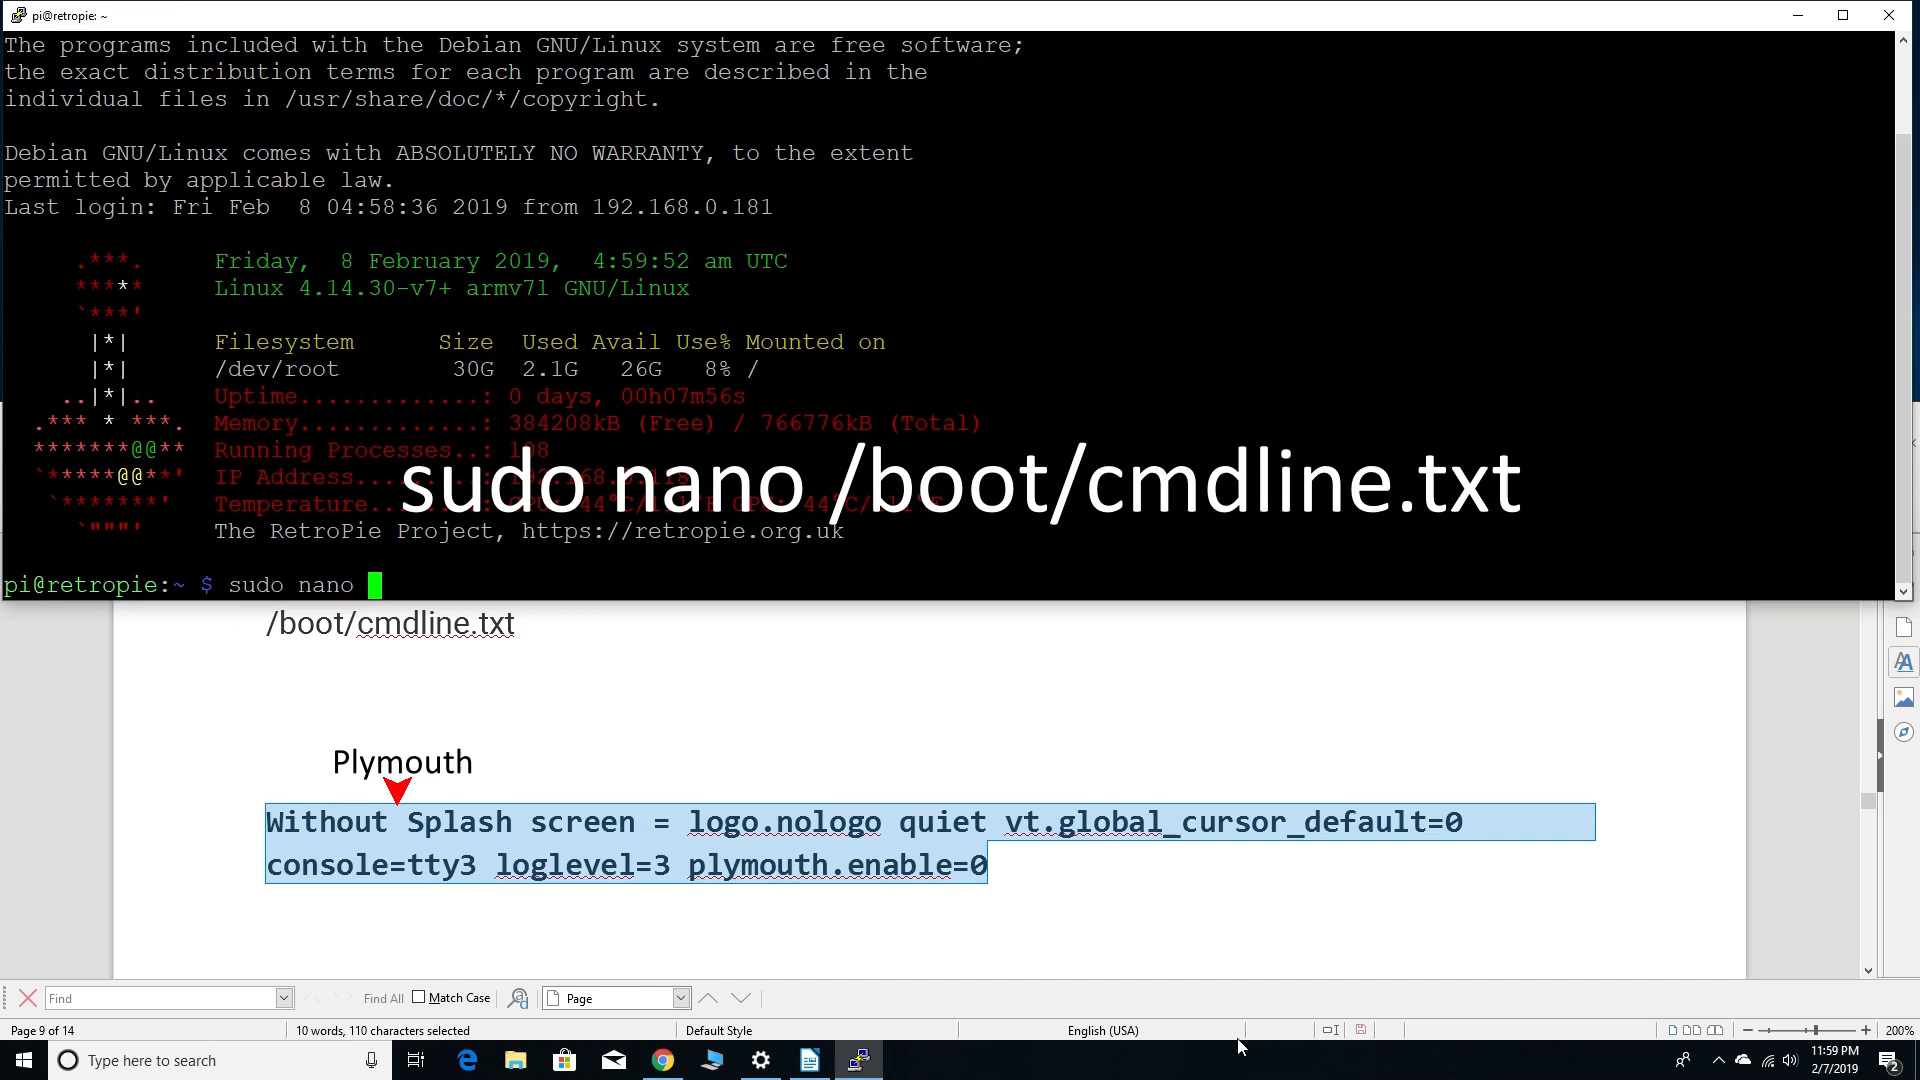 pi@retropie: ~
The programs included with the Debian GNU/Linux system are free software;
the exact distribution terms for each program are described in the
individual files in /usr/share/doc/*/copyright.
Debian GNU/Linux comes with ABSOLUTELY NO WARRANTY, to the extent
permitted by applicable law.
Last login: Fri Feb  8 04:58:36 2019 from 192.168.0.181
Friday,  8 February 2019,  4:59:52 am UTC
Linux 4.14.30-v7+ armv7l GNU/Linux
Filesystem      Size  Used Avail Use% Mounted on
/dev/root        30G  2.1G   26G   8% /
Uptime.............: 0 days, 00h07m56s
Memory.............: 384208kB (Free) / 766776kB (Total)
Running Processes..: 108
IP Address
Temperature
sudo nano /boot/cmdline.txt
The RetroPie Project, https://retropie.org.uk
pi@retropie:~ $ sudo nano
/boot/cmdline.txt
Plymouth
Without Splash screen = logo.nologo quiet vt.global_cursor_default=0
console=tty3 loglevel=3 plymouth.enable=0
Find Find All Match Case Page
Page 9 of 14 10 words, 110 characters selected Default Style English (USA) 200%
Type here to search 11:59 PM
2/7/2019 2